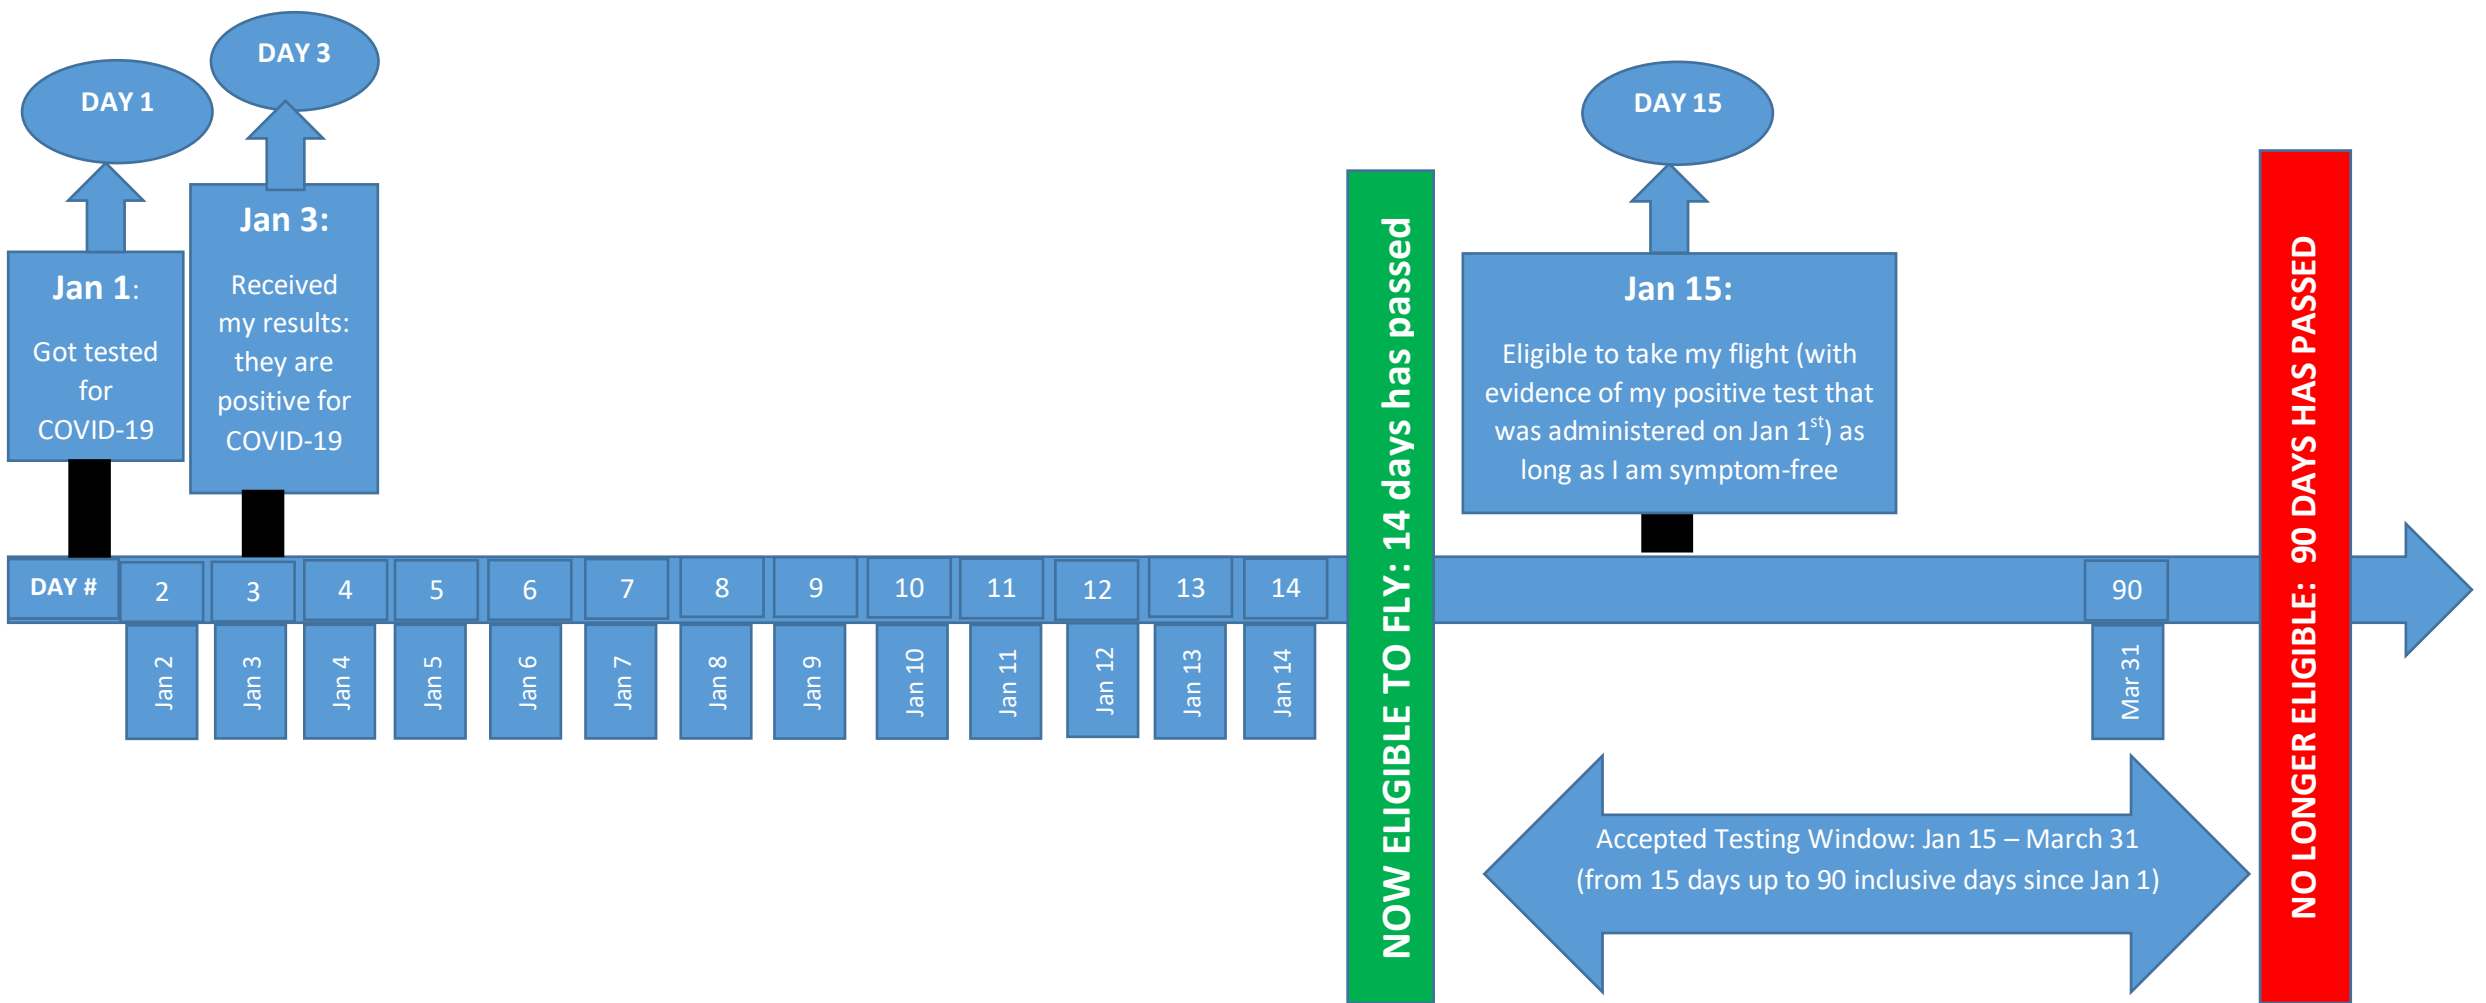 DAY 1
DAY 3
DAY 15
Jan 1:
Got tested
for
COVID-19
Jan 3:
Received
my results:
they are
positive for
COVID-19
NOW ELIGIBLE TO FLY: 14 days has passed
Jan 15:
Eligible to take my flight (with
evidence of my positive test that
was administered on Jan 1st) as
long as I am symptom-free
NO LONGER ELIGIBLE: 90 DAYS HAS PASSED
DAY #
2
3
4
5
6
7
8
9
10
11
12
13
14
90
Jan 2
Jan 3
Jan 4
Jan 5
Jan 6
Jan 7
Jan 8
Jan 9
Jan 10
Jan 11
Jan 12
Jan 13
Jan 14
Mar 31
Accepted Testing Window: Jan 15 – March 31
(from 15 days up to 90 inclusive days since Jan 1)